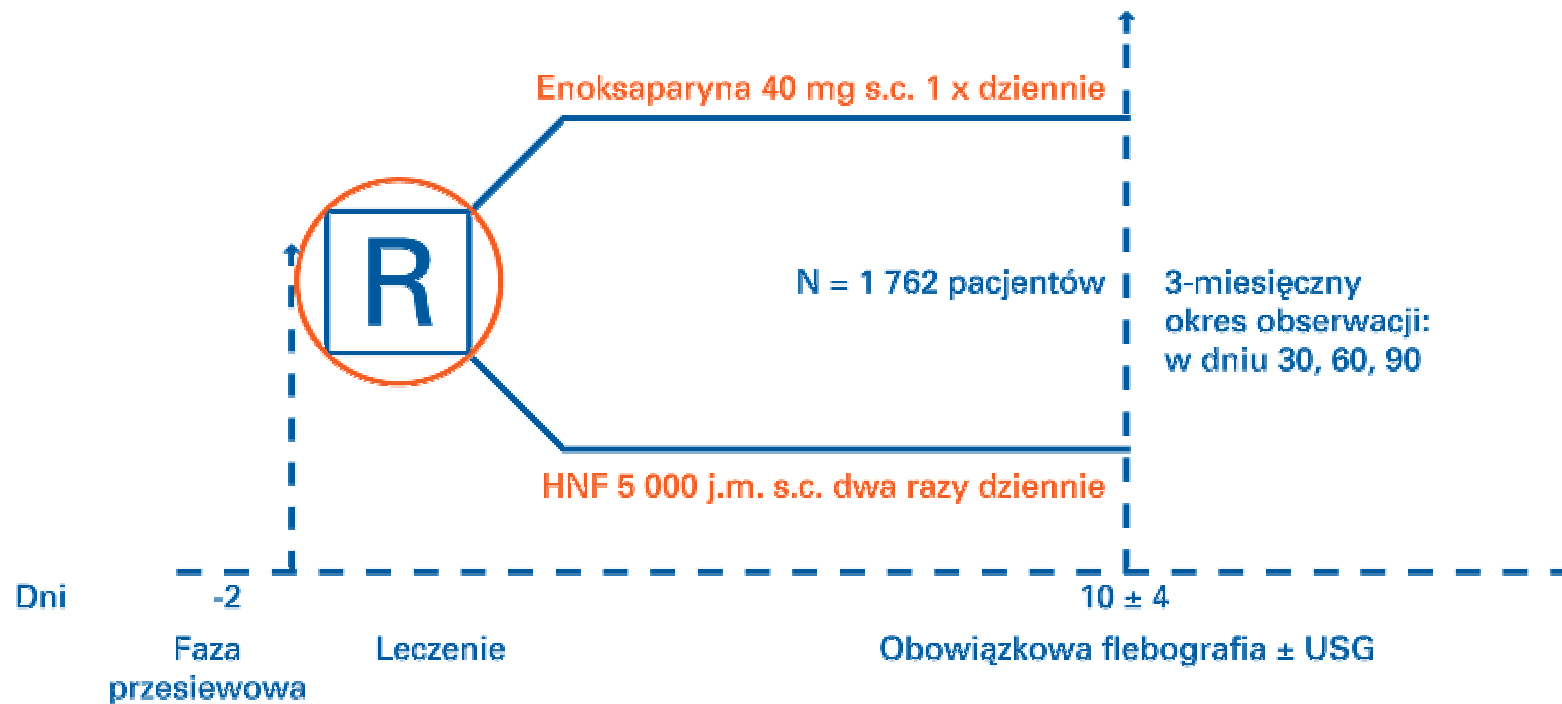 Enoksaparyna 40 mg s.c. 1 x dziennie
R
N = 1 762 pacjentów
3-miesięczny
okres obserwacji:
w dniu 30, 60, 90
HNF 5 000 j.m. s.c. dwa razy dziennie
Dni
-2
10 ± 4
Faza
przesiewowa
Leczenie
Obowiązkowa flebografia ± USG